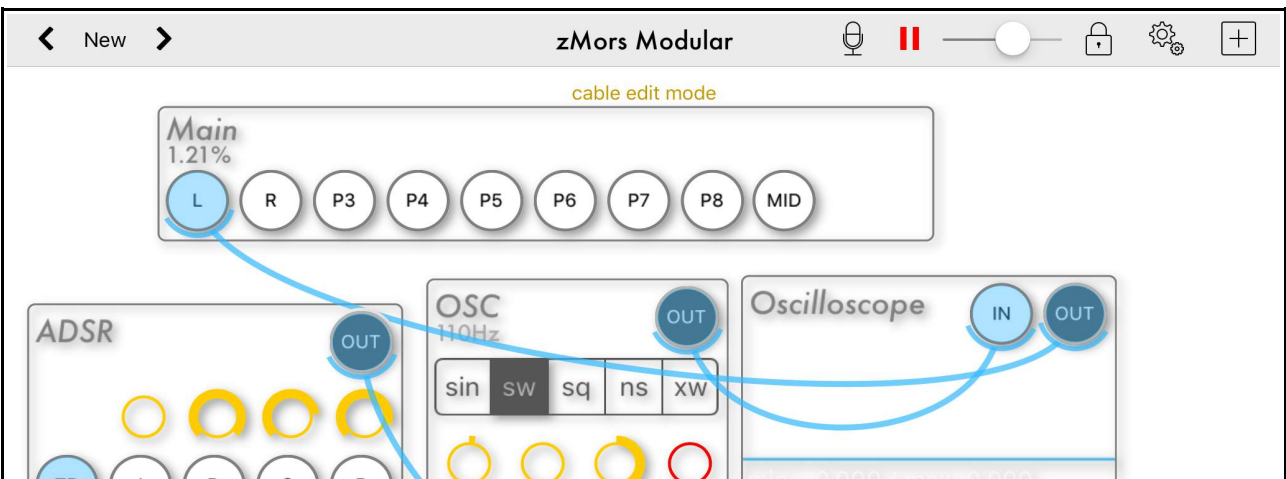 New
zMors Modular
cable edit mode
Main
1.21%
L R P3 P4 P5 P6 P7 P8 MID
ADSR
OUT
OSC
110Hz
OUT
sin sw sq ns xw
Oscilloscope
IN OUT